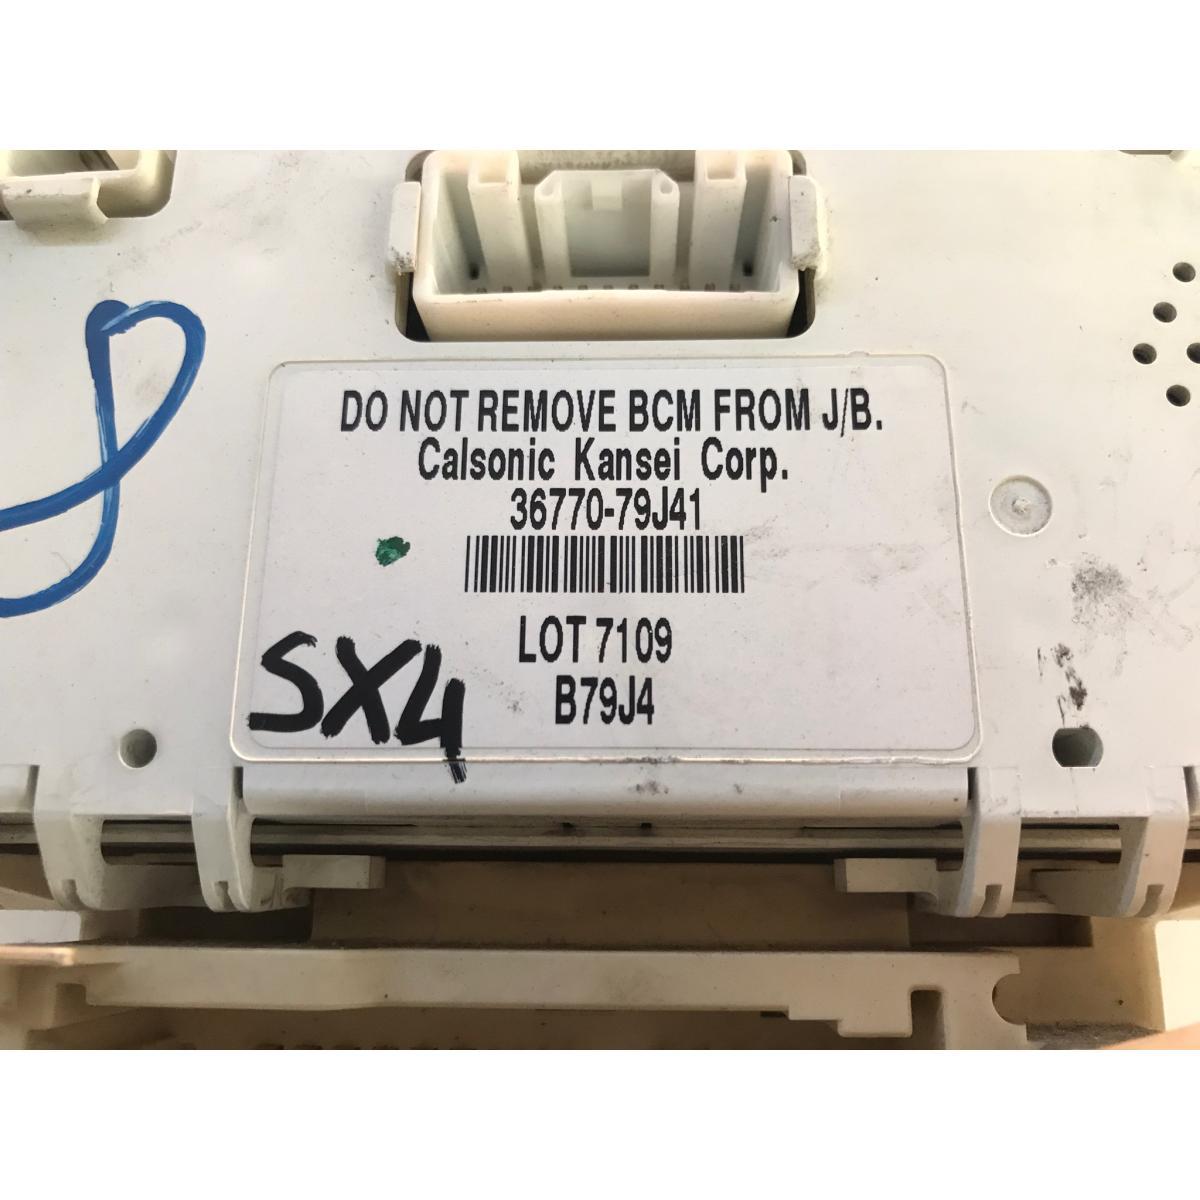 DO NOT REMOVE BCM FROM J/B.
Calsonic Kansei Corp.
36770-79J41
LOT 7109
B79J4
SX4